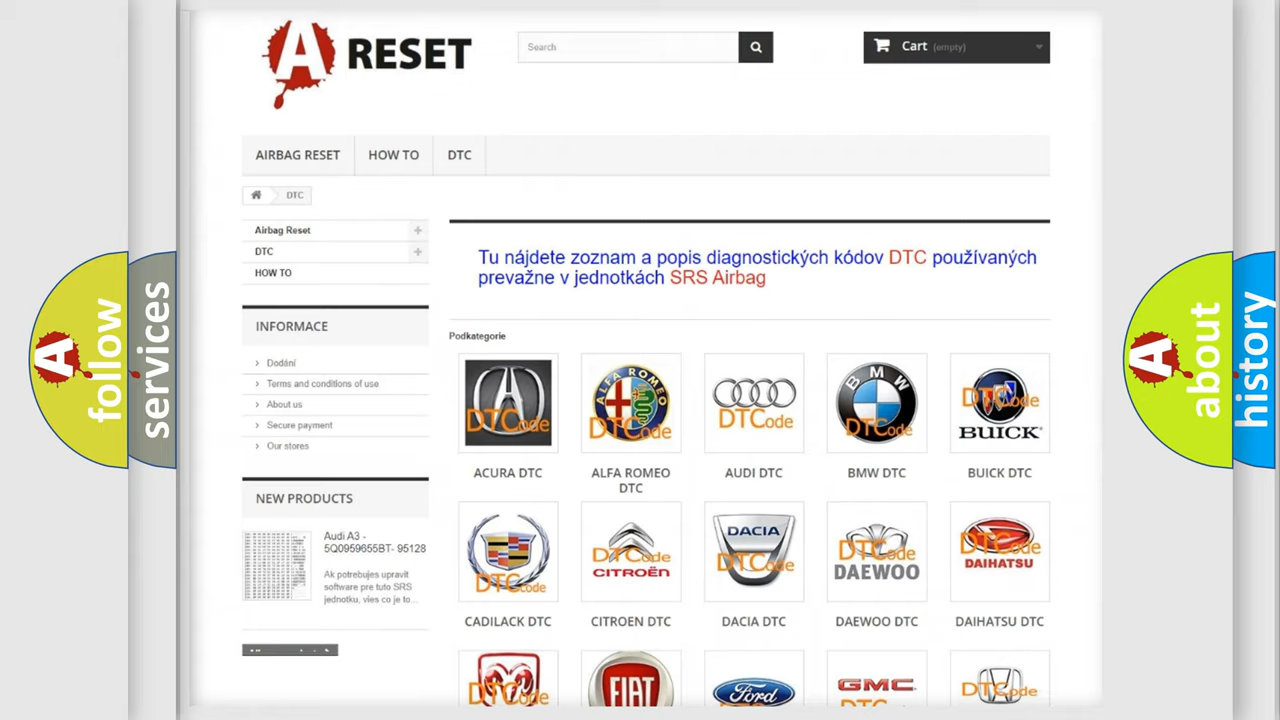 A RESET
Search
Cart (empty)
AIRBAG RESET
HOW TO
DTC
DTC
Airbag Reset
DTC
HOW TO
Tu nájdete zoznam a popis diagnostických kódov DTC používaných
prevažne v jednotkách SRS Airbag
INFORMACE
Dodání
Terms and conditions of use
About us
Secure payment
Our stores
Podkategorie
DTCode
ALFA ROMEO
DTCode
DTCode
BMW
DTCode
DTCode
BUICK
ACURA DTC
ALFA ROMEO
DTC
AUDI DTC
BMW DTC
BUICK DTC
NEW PRODUCTS
Audi A3 -
5Q0959655BT- 95128
Ak potrebujes upravit
software pre tuto SRS
jednotku, vies co je to...
DTCode
DTCode
CITROËN
DACIA
DTCode
DTCode
DAEWOO
DTCode
DAIHATSU
CADILACK DTC
CITROEN DTC
DACIA DTC
DAEWOO DTC
DAIHATSU DTC
DTCode
FIAT
Ford
GMC
DTCode
A follow
services
A about
history